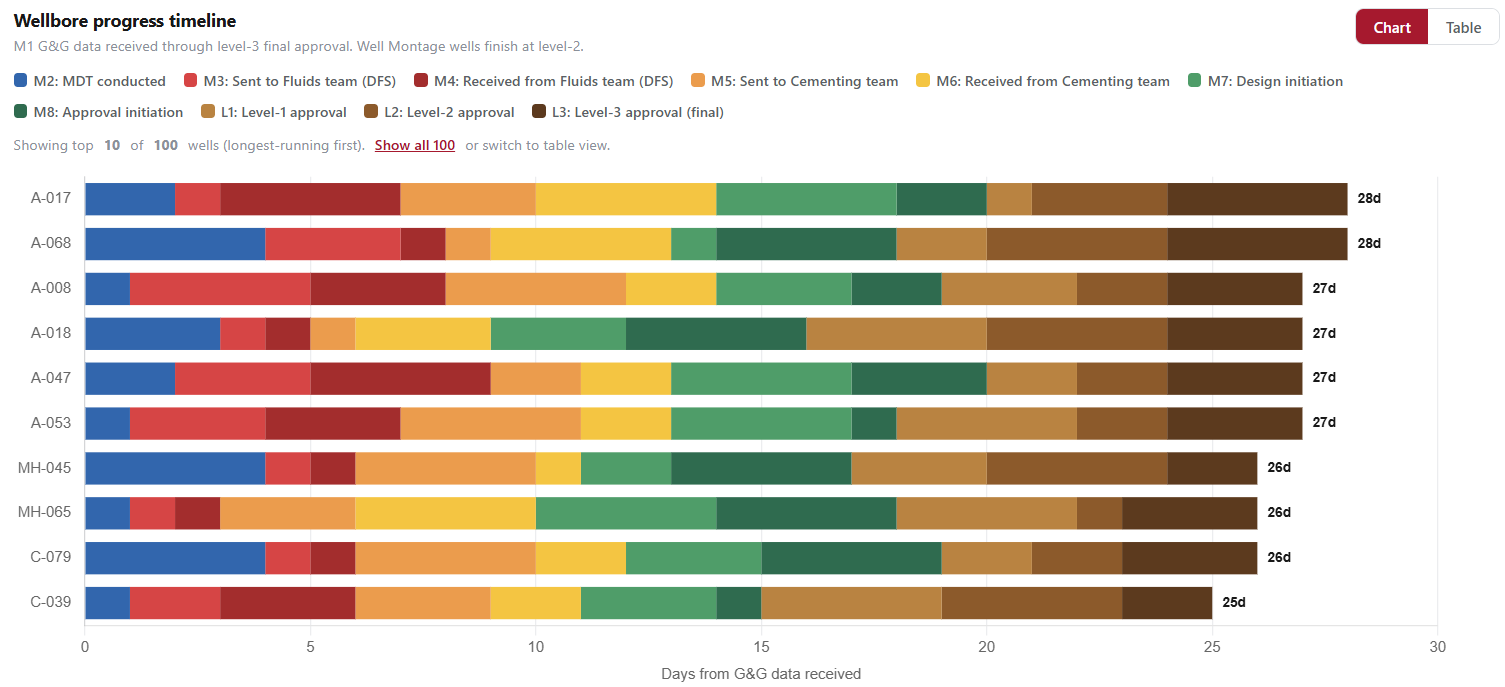 Wellbore progress timeline
Chart Table
M1 G&G data received through level-3 final approval. Well Montage wells finish at level-2.
M2: MDT conducted M3: Sent to Fluids team (DFS) M4: Received from Fluids team (DFS) M5: Sent to Cementing team M6: Received from Cementing team M7: Design initiation
M8: Approval initiation L1: Level-1 approval L2: Level-2 approval L3: Level-3 approval (final)
Showing top 10 of 100 wells (longest-running first). Show all 100 or switch to table view.
A-017 28d
A-068 28d
A-008 27d
A-018 27d
A-047 27d
A-053 27d
MH-045 26d
MH-065 26d
C-079 26d
C-039 25d
0 5 10 15 20 25 30
Days from G&G data received